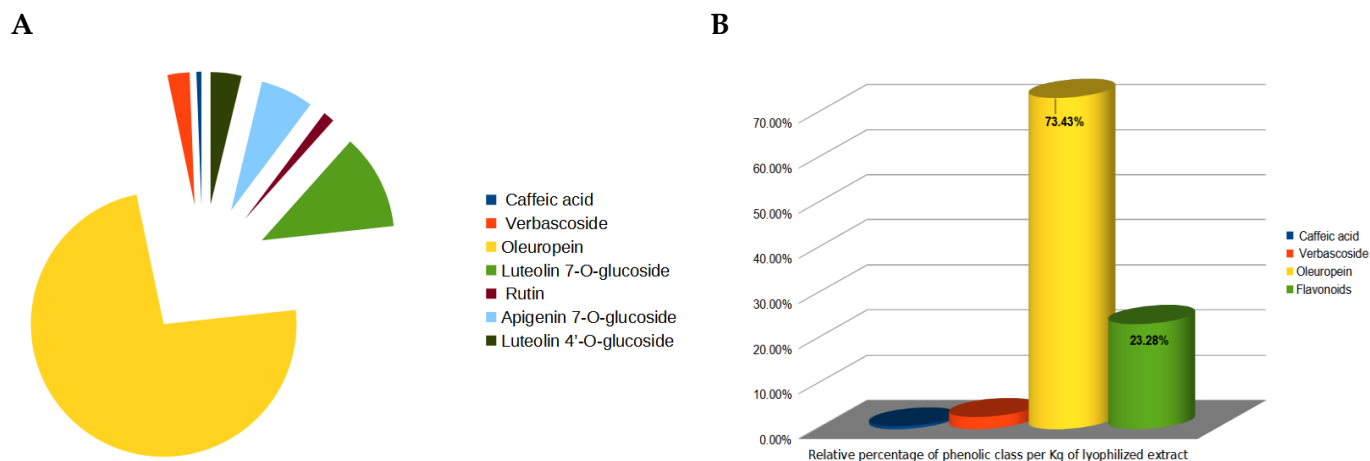 A
Caffeic acid
Verbascoside
Oleuropein
Luteolin 7-O-glucoside
Rutin
Apigenin 7-O-glucoside
Luteolin 4'-O-glucoside
B
70.00%
60.00%
50.00%
40.00%
30.00%
20.00%
10.00%
0.00%
73.43%
23.28%
Relative percentage of phenolic class per Kg of lyophilized extract
Caffeic acid
Verbascoside
Oleuropein
Flavonoids